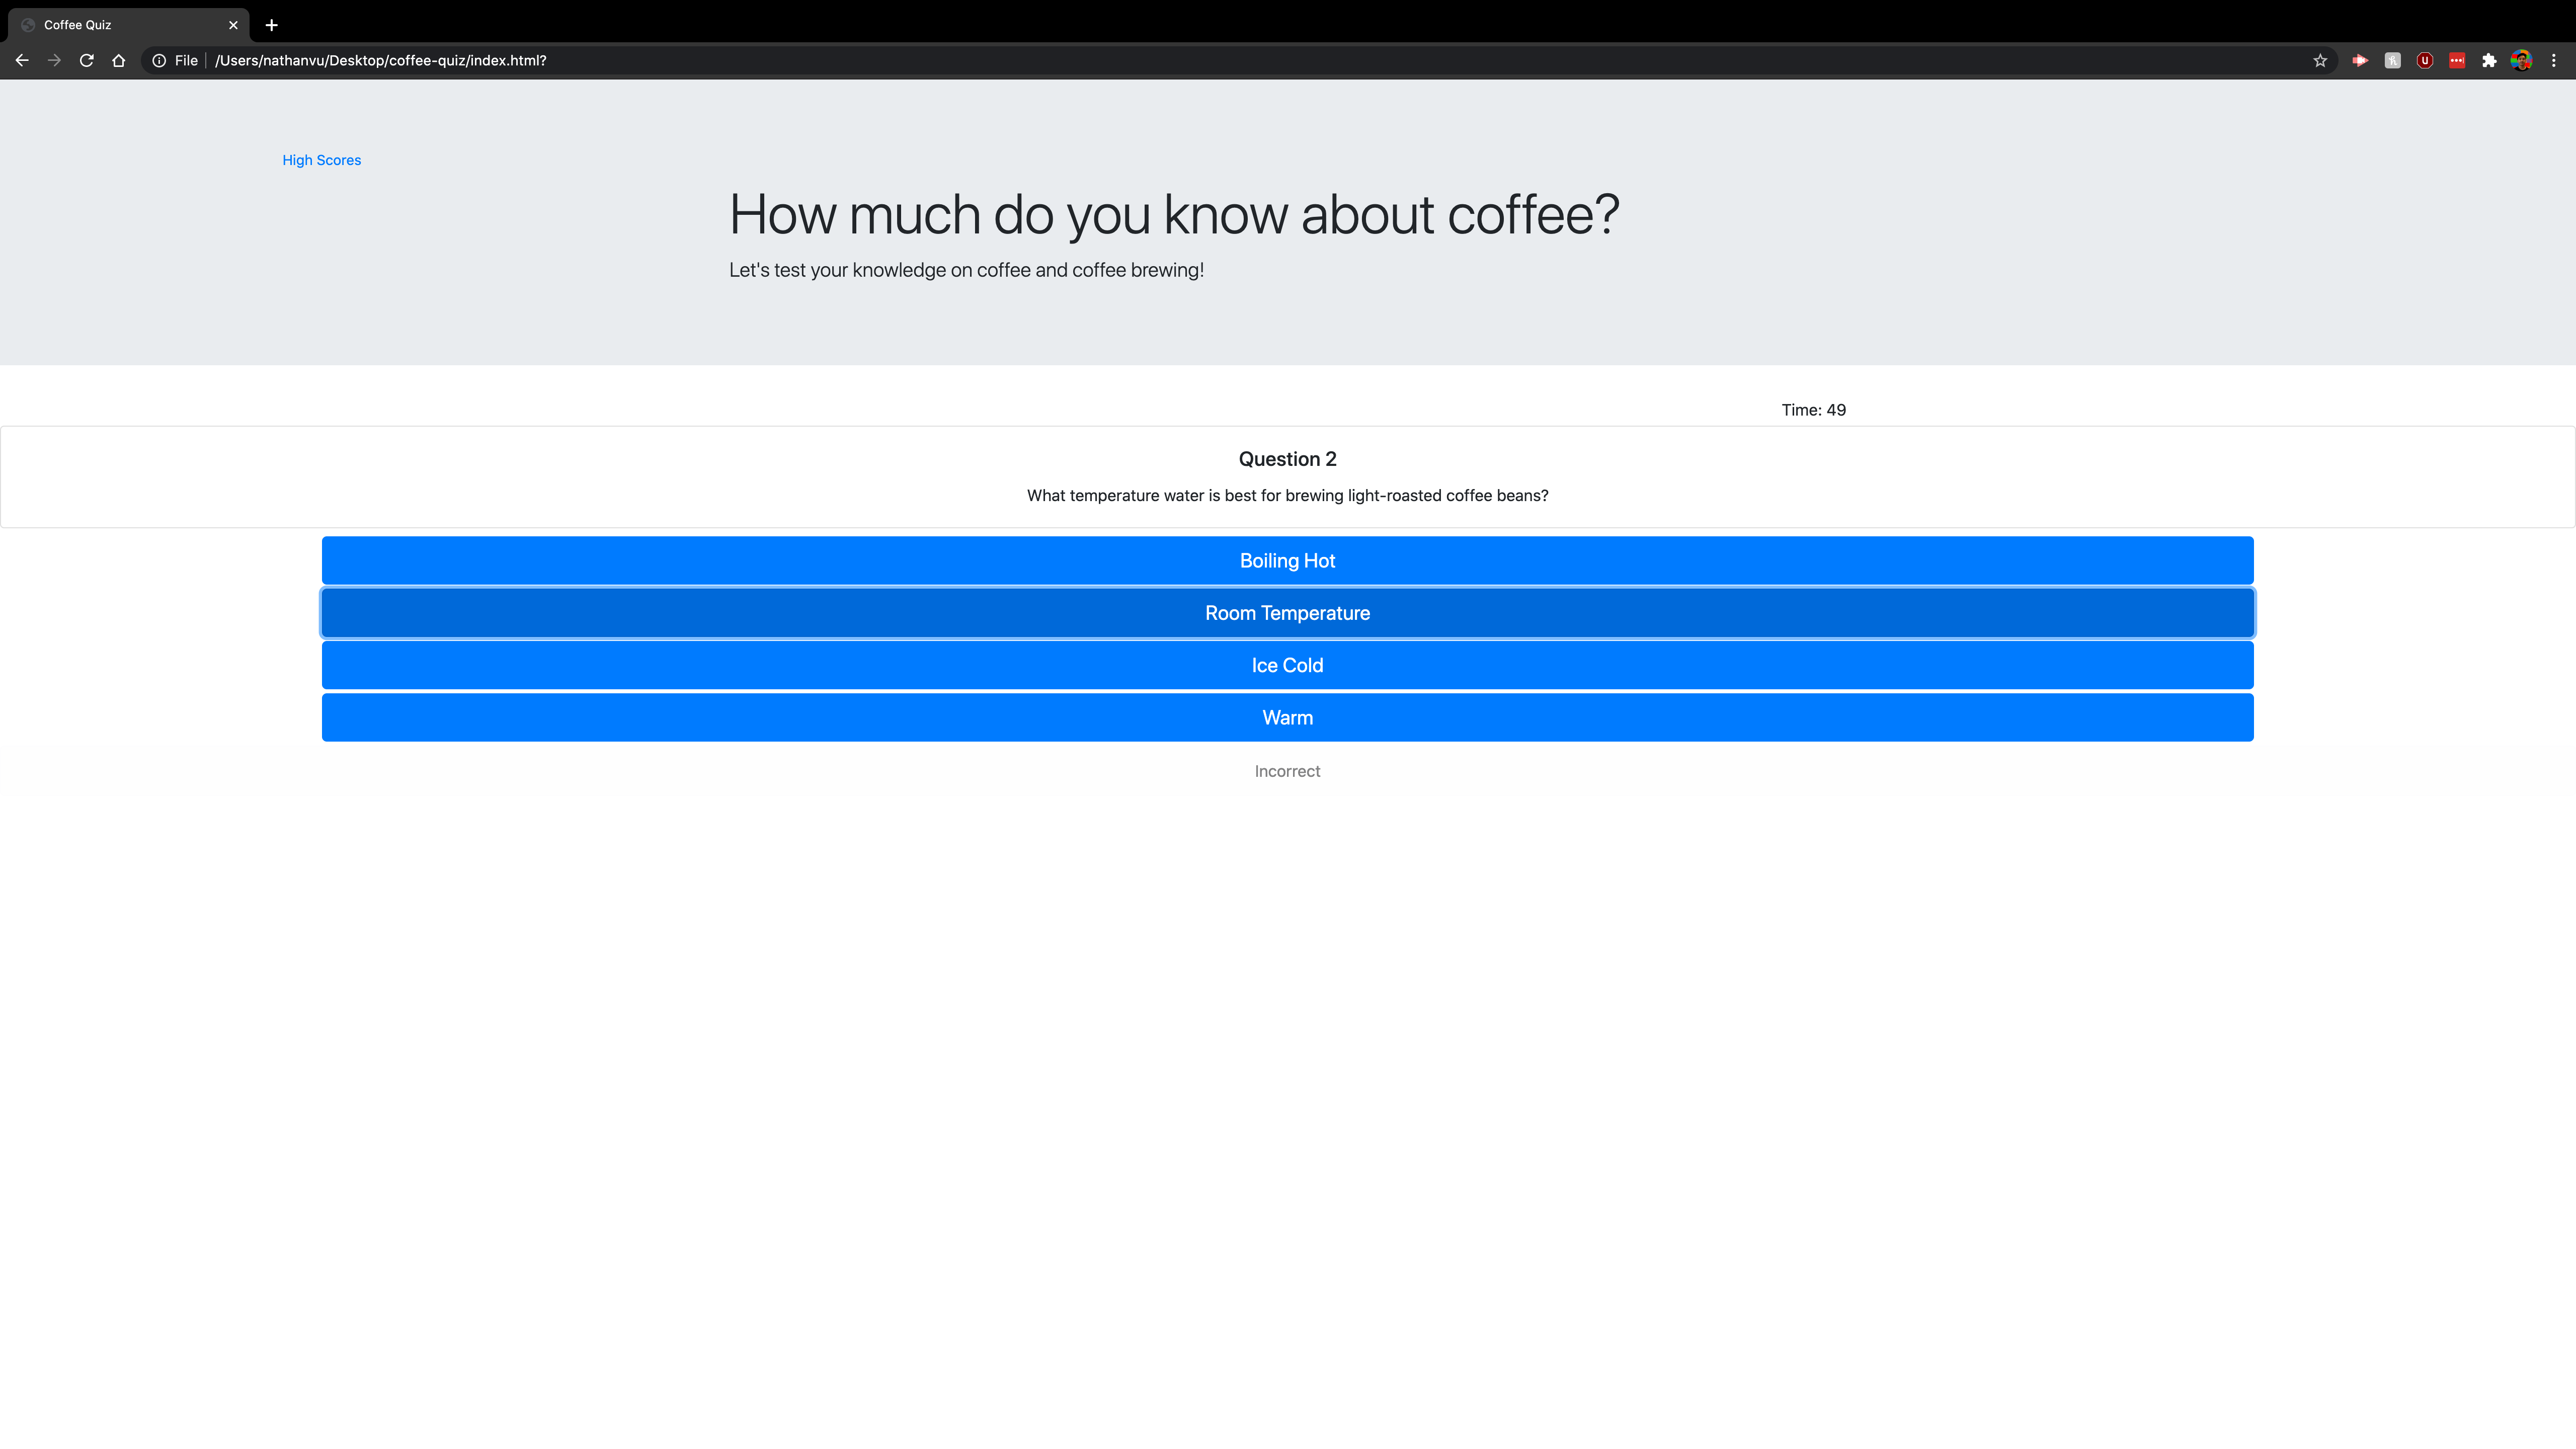 Coffee Quiz
File /Users/nathanvu/Desktop/coffee-quiz/index.html?
High Scores
How much do you know about coffee?
Let's test your knowledge on coffee and coffee brewing!
Time: 49
Question 2
What temperature water is best for brewing light-roasted coffee beans?
Boiling Hot
Room Temperature
Ice Cold
Warm
Incorrect